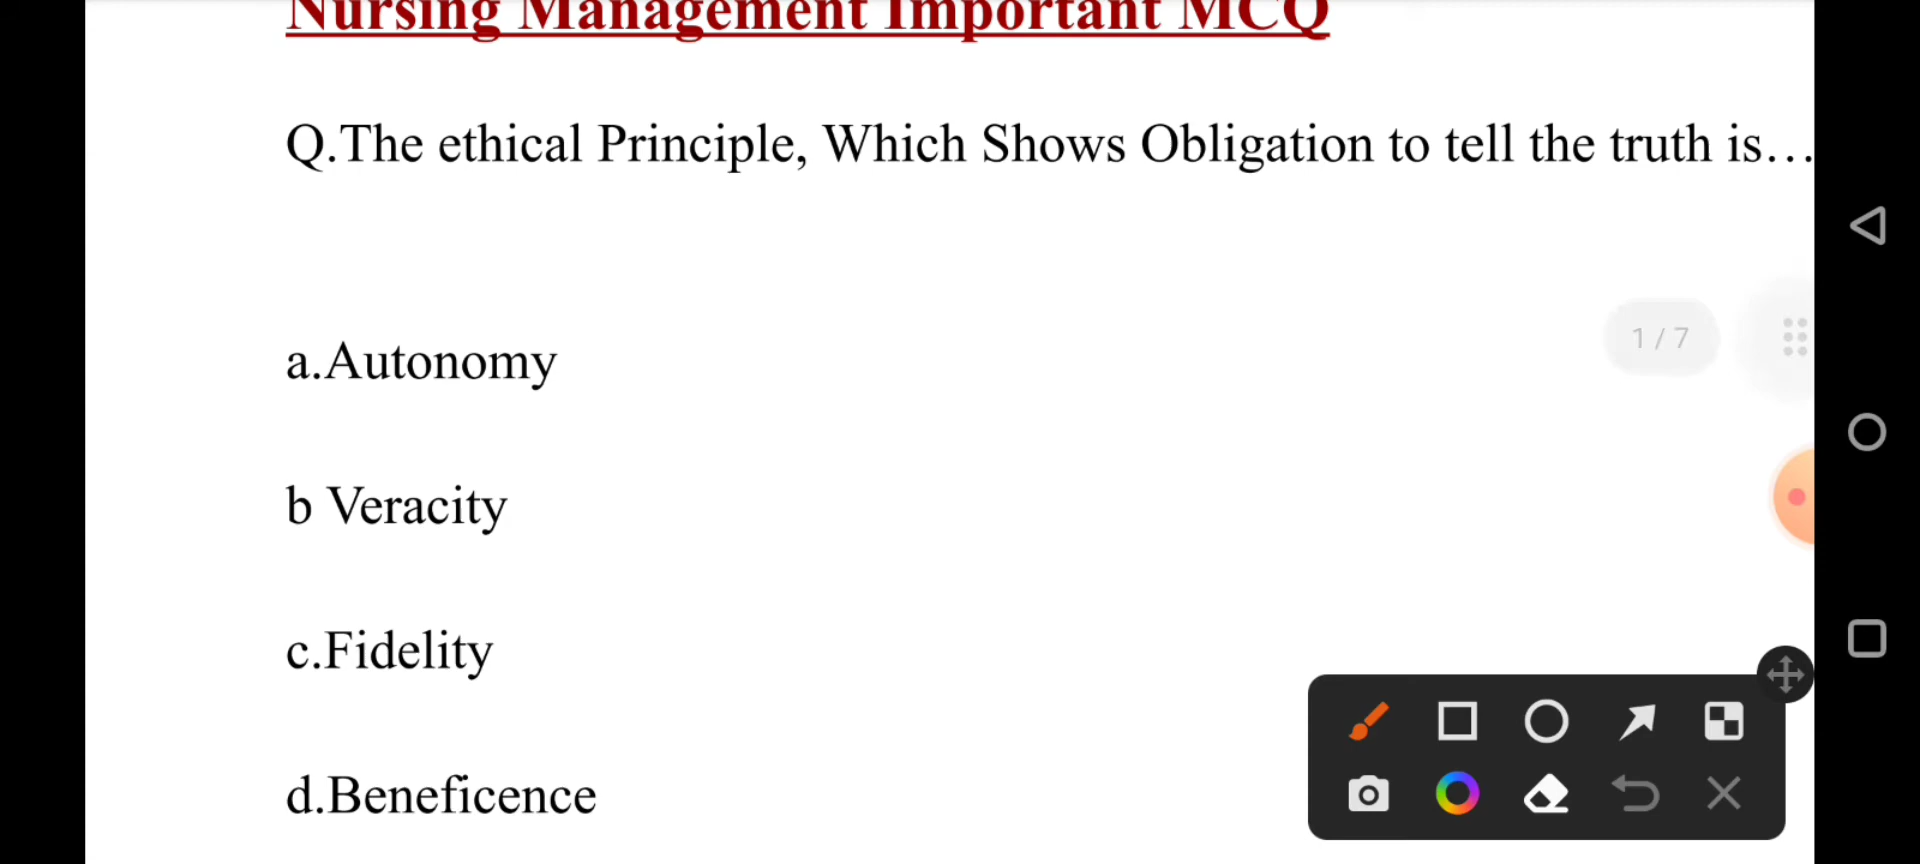 Nursing Management Important MCQ
Q.The ethical Principle, Which Shows Obligation to tell the truth is…
1 / 7
a.Autonomy
b Veracity
c.Fidelity
d.Beneficence